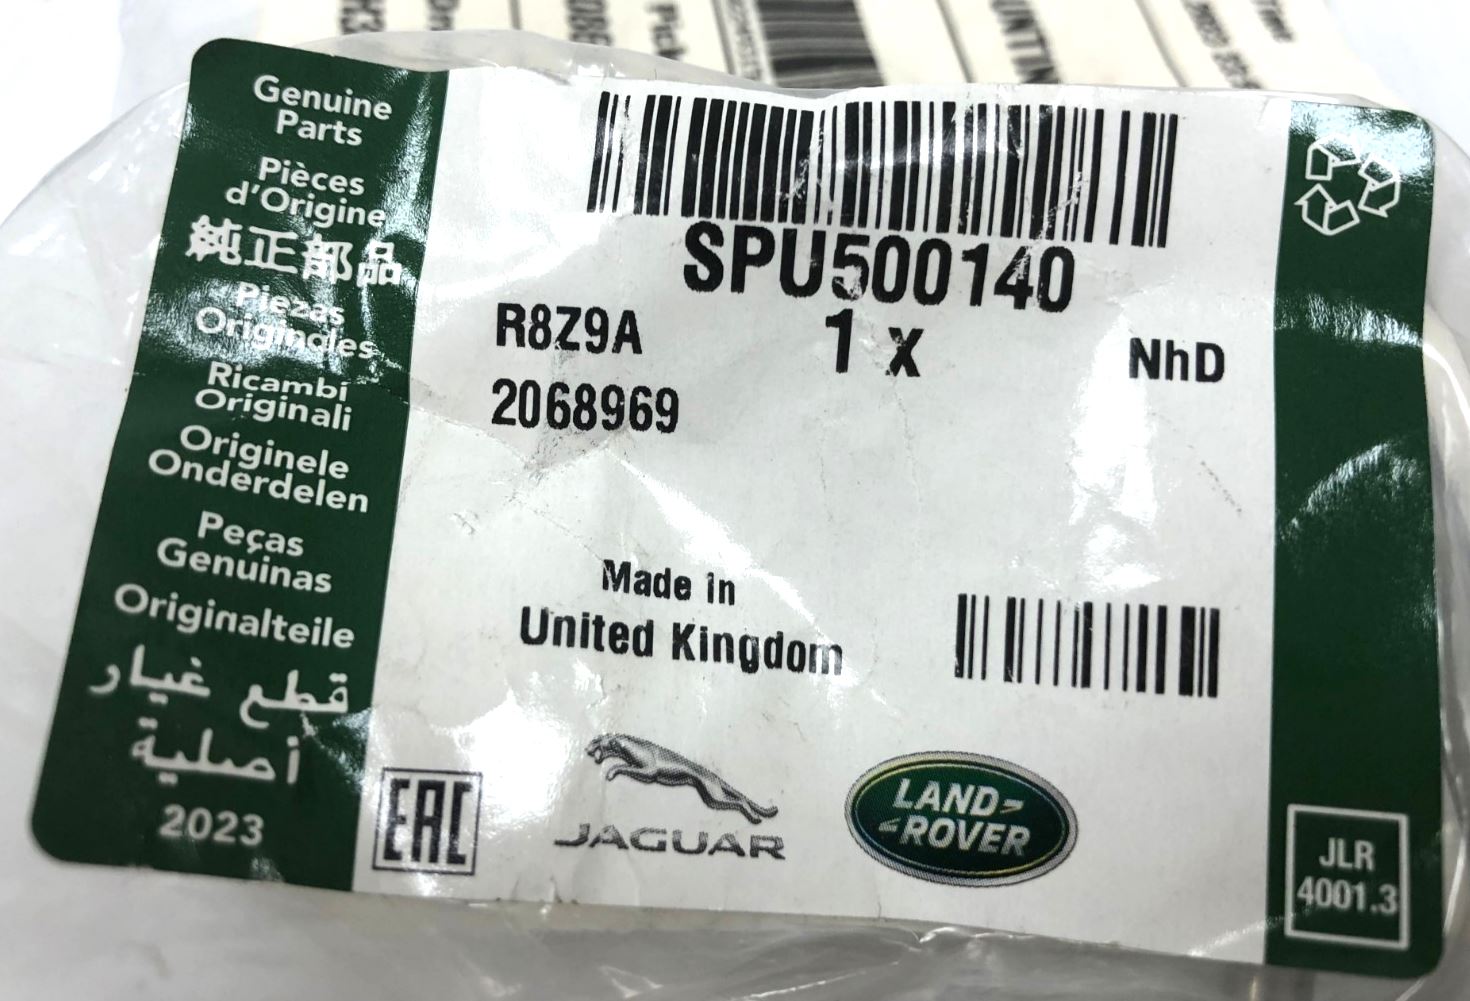 Genuine
Parts
Pièces
d'Origine
純正部品
Piezas
Originales
Ricambi
Originali
Originele
Onderdelen
Peças
Genuinas
Originalteile
قطع غيار
أصلية
2023
SPU500140
R8Z9A
1 x
NhD
2068969
Made in
United Kingdom
EAC
JAGUAR
LAND-
-ROVER
JLR
4001.3